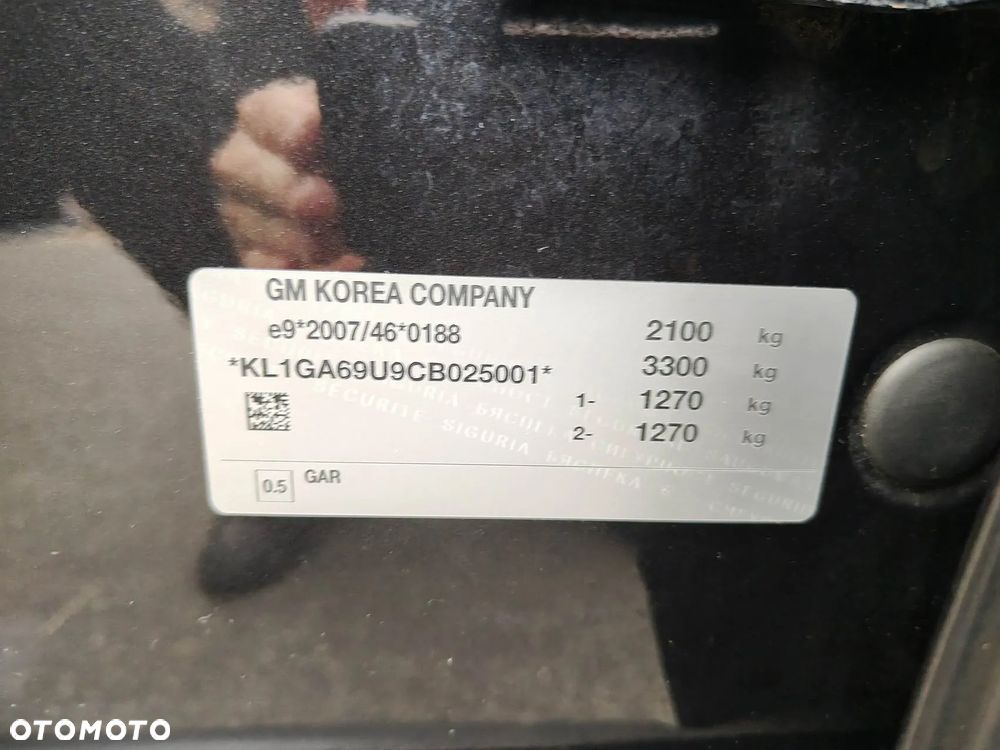 GM KOREA COMPANY
e9*2007/46*0188 2100 kg
*KL1GA69U9CB025001* 3300 kg
1- 1270 kg
2- 1270 kg
0.5 GAR
OTOMOTO